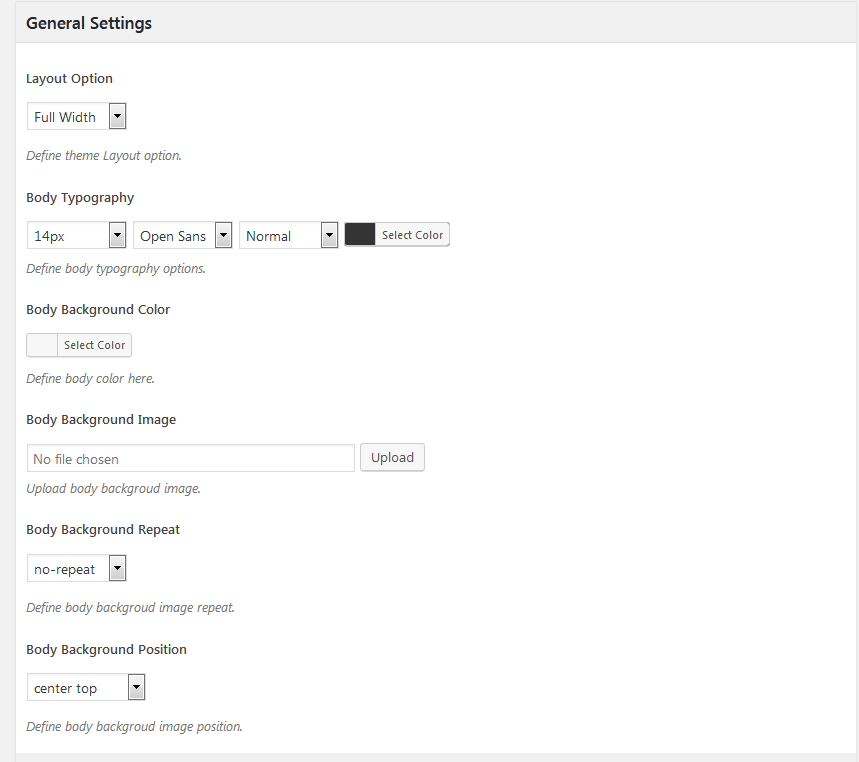 General Settings
Layout Option
Full Width
Define theme Layout option.
Body Typography
14px Open Sans Normal Select Color
Define body typography options.
Body Background Color
Select Color
Define body color here.
Body Background Image
No file chosen Upload
Upload body backgroud image.
Body Background Repeat
no-repeat
Define body backgroud image repeat.
Body Background Position
center top
Define body backgroud image position.